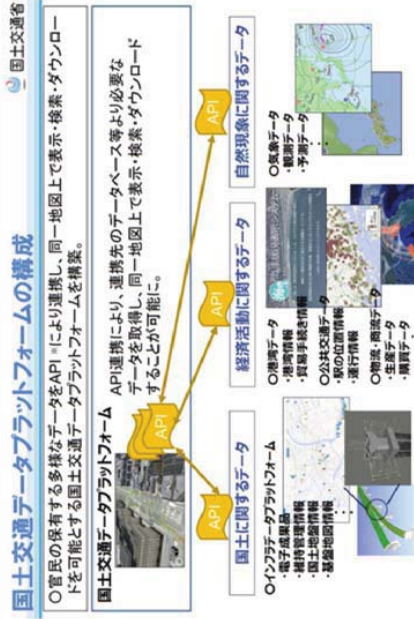 国土交通データプラットフォームの構成
国土交通省
〇官民の保有する多様なデータをAPI※により連携し、同一地図上で表示・検索・ダウンロー
ドを可能とする国土交通データプラットフォームを構築。
国土交通データプラットフォーム
API連携により、連携先のデータベース等より必要な
データを取得し、同一地図上で表示・検索・ダウンロード
することが可能に。
API
API
API
国土に関するデータ
経済活動に関するデータ
自然現象に関するデータ
〇インフラデータプラットフォーム
・電子成果品
・維持管理情報
・国土地盤情報
・基盤地図情報
〇港湾データ
・港湾情報
・貿易手続き情報
〇公共交通データ
・駅の位置情報
・運行情報
〇物流・商流データ
・生産データ
・購買データ
〇気象データ
・観測データ
・予測データ